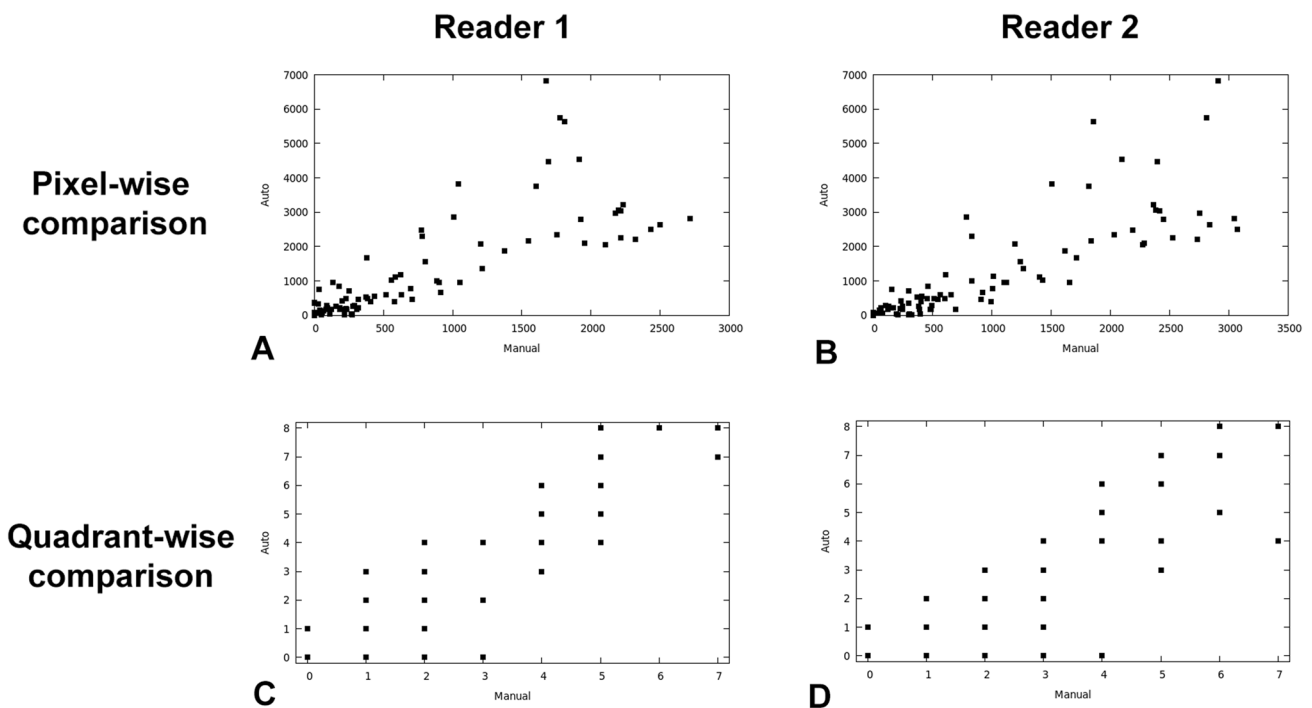 Reader 1
Reader 2
Pixel-wise
comparison
7000
6000
5000
4000
3000
2000
1000
0
Auto
0 500 1000 1500 2000 2500 3000
Manual
A
7000
6000
5000
4000
3000
2000
1000
0
Auto
0 500 1000 1500 2000 2500 3000 3500
Manual
B
Quadrant-wise
comparison
8
7
6
5
4
3
2
1
0
Auto
0 1 2 3 4 5 6 7
Manual
C
8
7
6
5
4
3
2
1
0
Auto
0 1 2 3 4 5 6 7
Manual
D